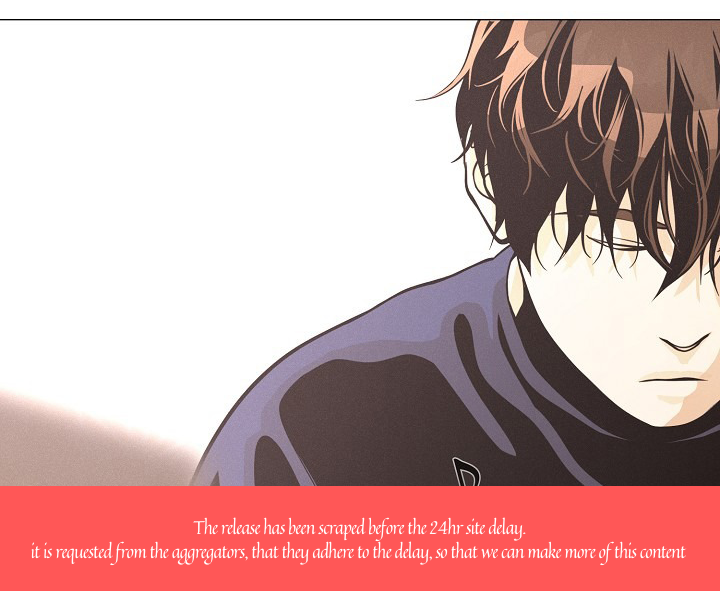 The release has been scraped before the 24hr site delay.
it is requested from the aggregators, that they adhere to the delay, so that we can make more of this content